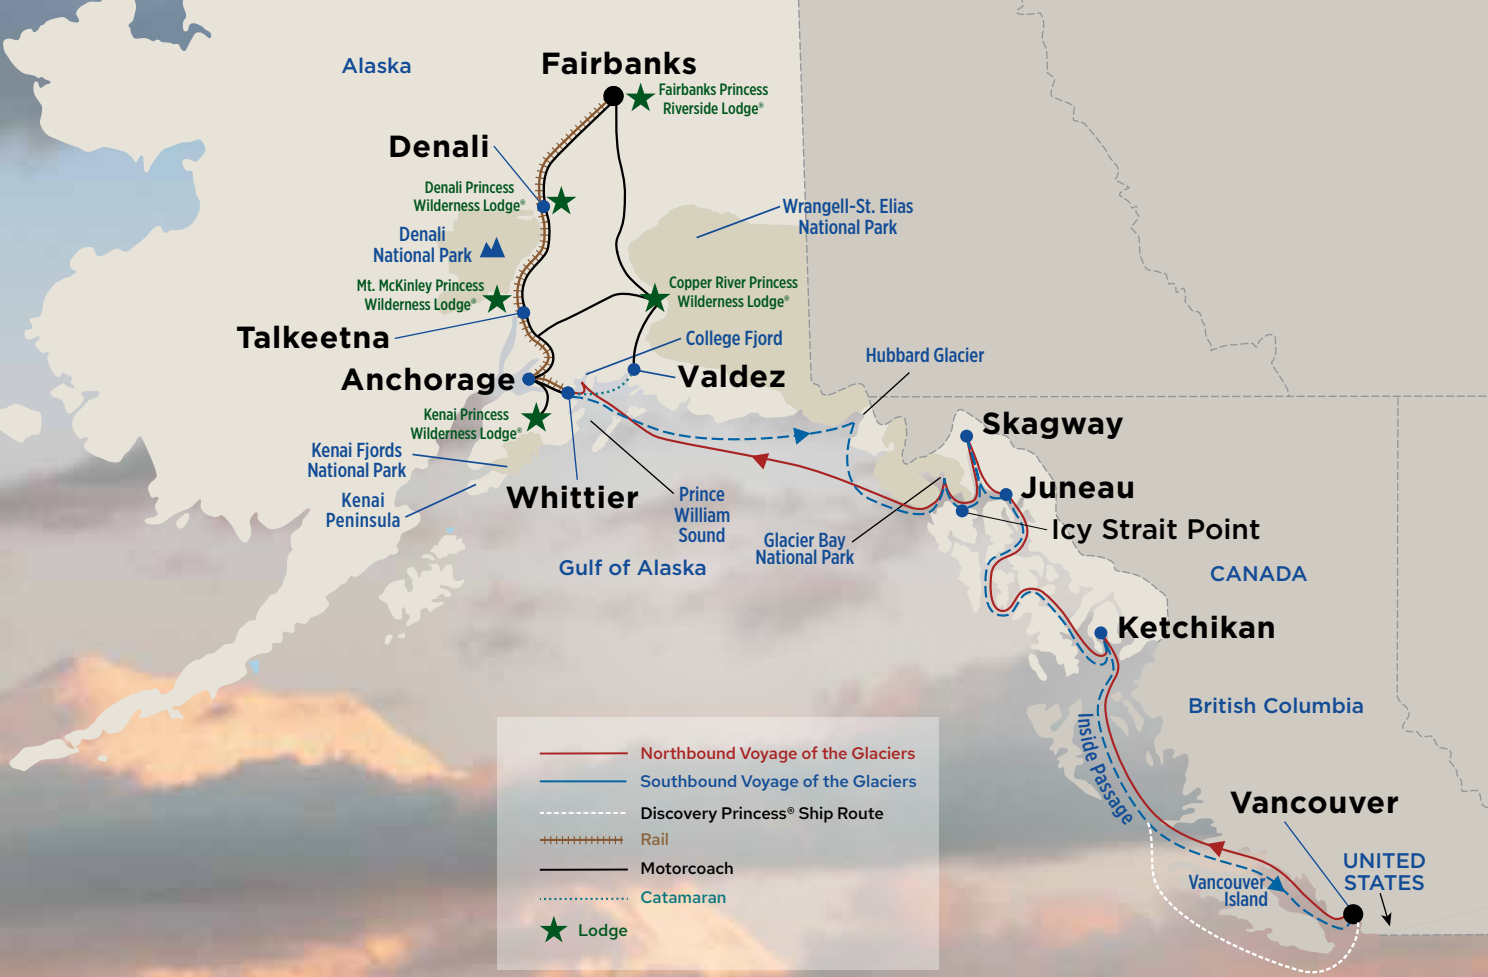 Alaska
Fairbanks
Fairbanks Princess
Riverside Lodge®
Denali
Denali Princess
Wilderness Lodge®
Denali
National Park
Wrangell-St. Elias
National Park
Mt. McKinley Princess
Wilderness Lodge®
Copper River Princess
Wilderness Lodge®
Talkeetna
College Fjord
Hubbard Glacier
Anchorage
Valdez
Kenai Princess
Wilderness Lodge®
Skagway
Kenai Fjords
National Park
Kenai
Peninsula
Whittier
Prince
William
Sound
Juneau
Icy Strait Point
Glacier Bay
National Park
Gulf of Alaska
CANADA
Ketchikan
British Columbia
Inside Passage
Northbound Voyage of the Glaciers
Southbound Voyage of the Glaciers
Discovery Princess® Ship Route
Rail
Motorcoach
Catamaran
Lodge
Vancouver
UNITED
STATES
Vancouver
Island